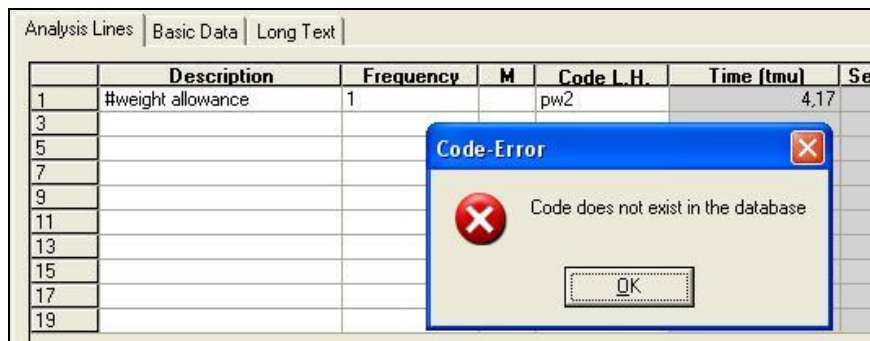 Analysis Lines Basic Data Long Text
Description Frequency M Code L.H. Time (tmu) Se
1 #weight allowance 1 pw2 4,17
3
5
7
9
11
13
15
17
19
Code-Error
Code does not exist in the database
OK